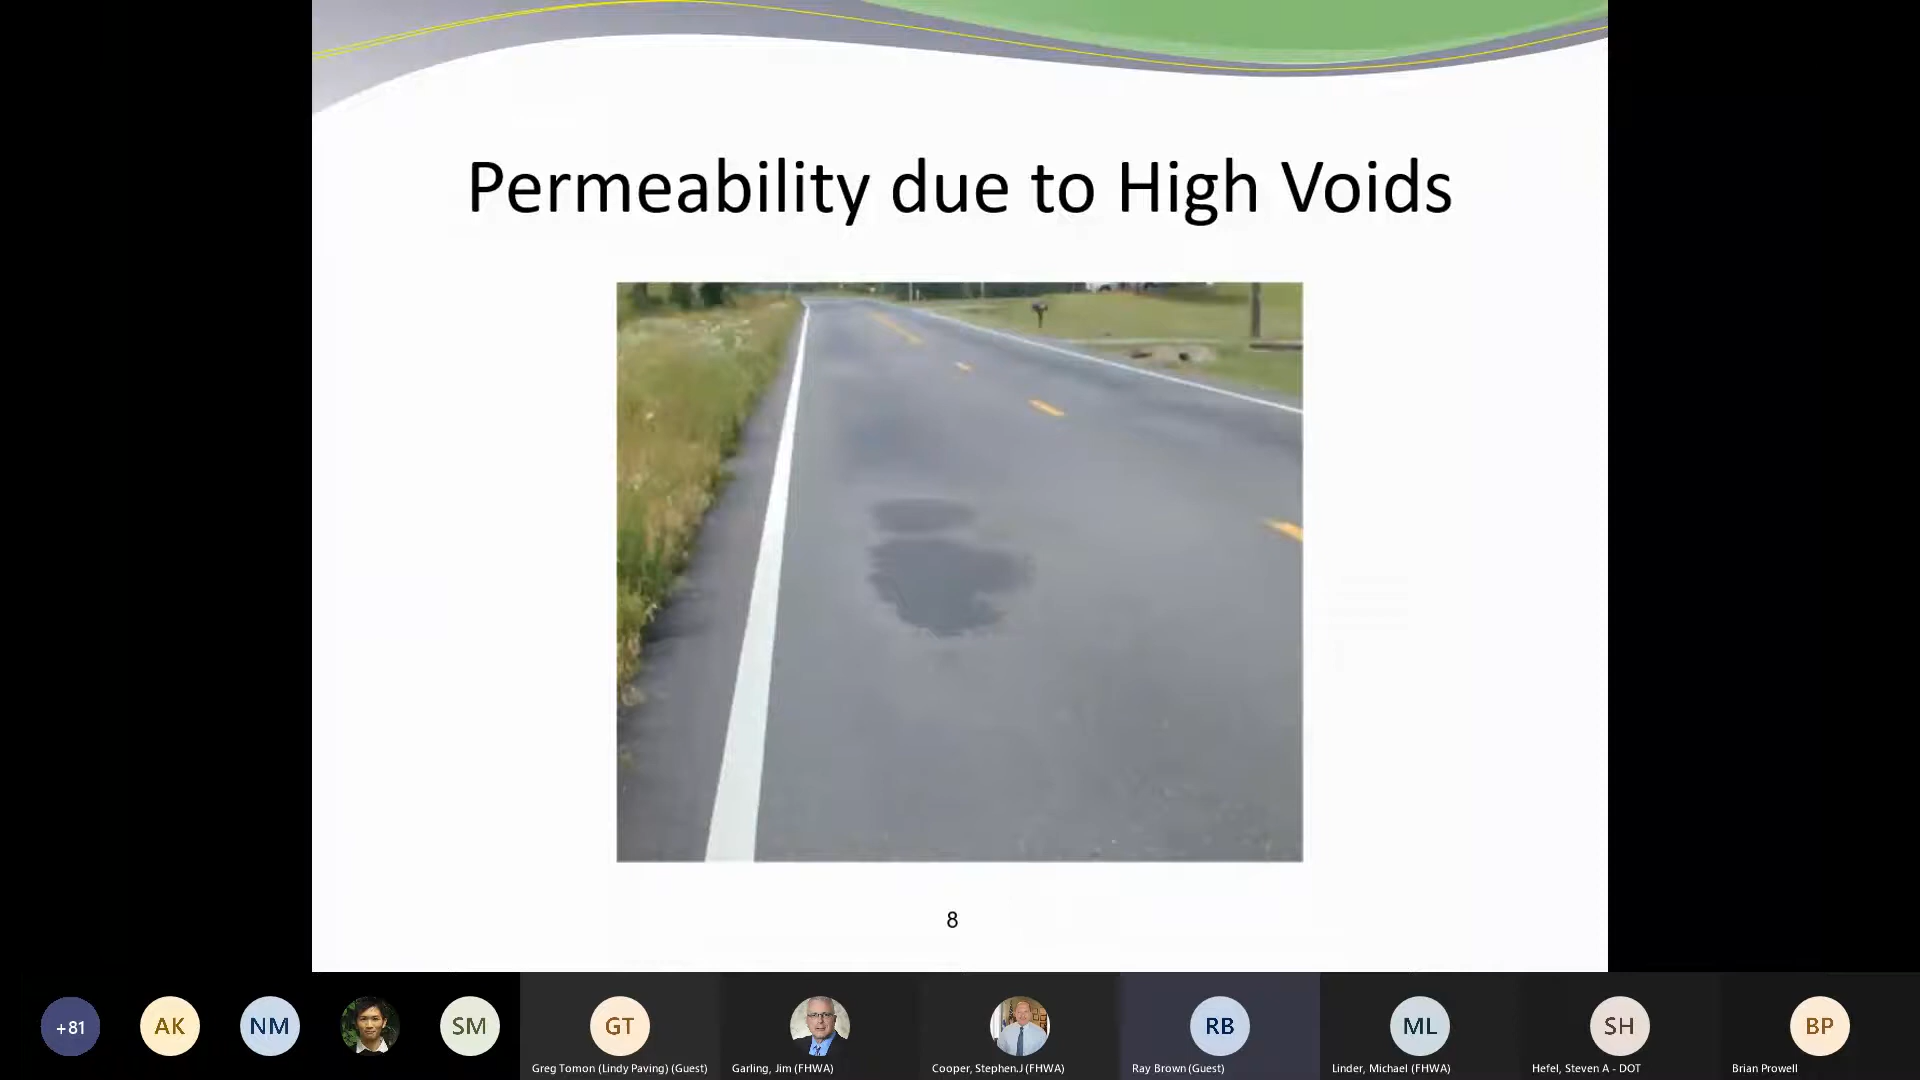 Permeability due to High Voids
8
+81
AK
NM
SM
GT
RB
ML
SH
BP
Greg Tomon (Lindy Paving) (Guest)
Garling, Jim (FHWA)
Cooper, Stephen.J (FHWA)
Ray Brown (Guest)
Linder, Michael (FHWA)
Hefel, Steven A - DOT
Brian Prowell